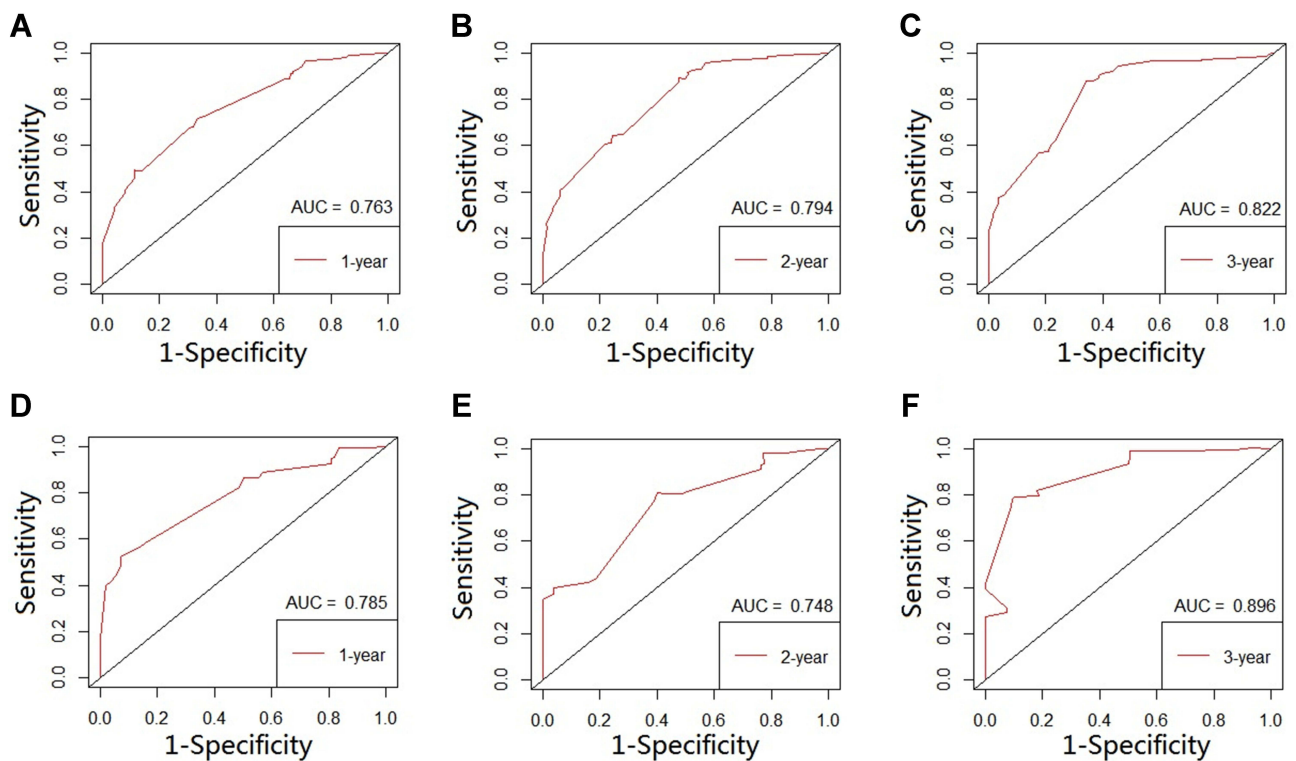 A
Sensitivity
0.0 0.2 0.4 0.6 0.8 1.0
AUC = 0.763
1-year
0.0 0.2 0.4 0.6 0.8 1.0
1-Specificity
B
Sensitivity
0.0 0.2 0.4 0.6 0.8 1.0
AUC = 0.794
2-year
0.0 0.2 0.4 0.6 0.8 1.0
1-Specificity
C
Sensitivity
0.0 0.2 0.4 0.6 0.8 1.0
AUC = 0.822
3-year
0.0 0.2 0.4 0.6 0.8 1.0
1-Specificity
D
Sensitivity
0.0 0.2 0.4 0.6 0.8 1.0
AUC = 0.785
1-year
0.0 0.2 0.4 0.6 0.8 1.0
1-Specificity
E
Sensitivity
0.0 0.2 0.4 0.6 0.8 1.0
AUC = 0.748
2-year
0.0 0.2 0.4 0.6 0.8 1.0
1-Specificity
F
Sensitivity
0.0 0.2 0.4 0.6 0.8 1.0
AUC = 0.896
3-year
0.0 0.2 0.4 0.6 0.8 1.0
1-Specificity